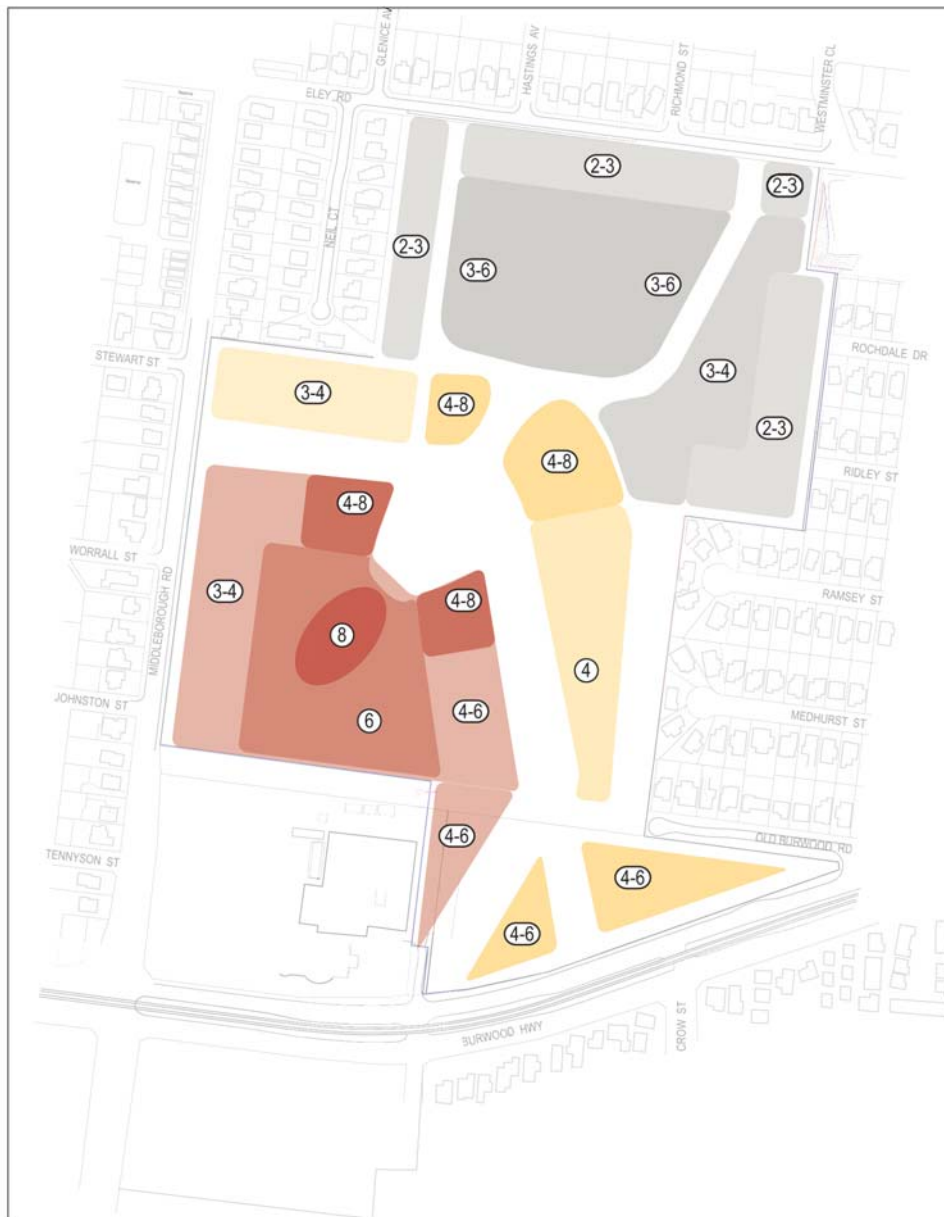 GLENICE AV
HASTINGS AV
RICHMOND ST
WESTMINSTER CL
ELEY RD
NEIL CT
2-3
2-3
2-3
3-6
3-6
STEWART ST
ROCHDALE DR
3-4
3-4
4-8
2-3
4-8
RIDLEY ST
4-8
WORRALL ST
MIDDLEBOROUGH RD
3-4
4-8
RAMSEY ST
8
4
JOHNSTON ST
6
4-6
MEDHURST ST
4-6
OLD BURWOOD RD
TENNYSON ST
4-6
4-6
BURWOOD HWY
CROW ST